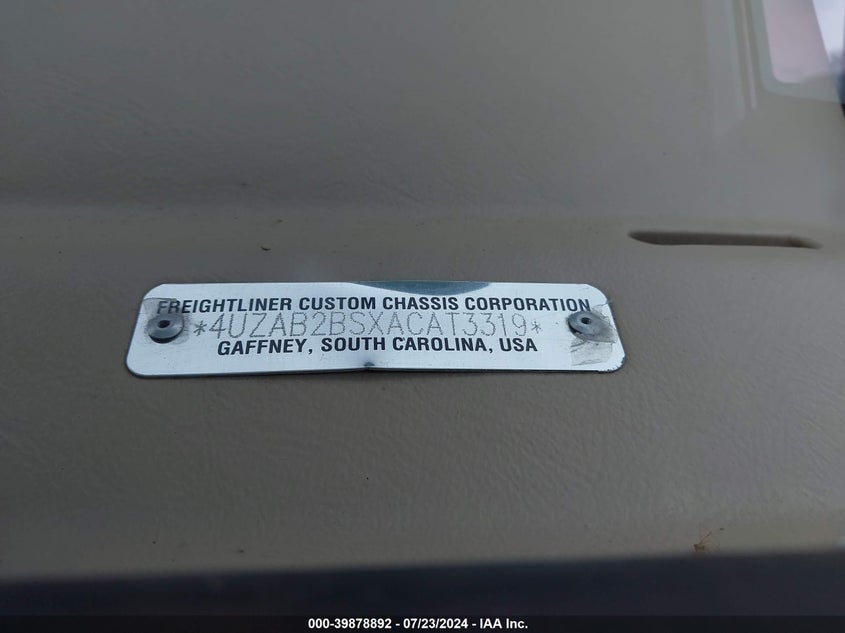 FREIGHTLINER CUSTOM CHASSIS CORPORATION
*4UZAB2BSXACAT3319*
GAFFNEY, SOUTH CAROLINA, USA
000-39878892 - 07/23/2024 - IAA Inc.